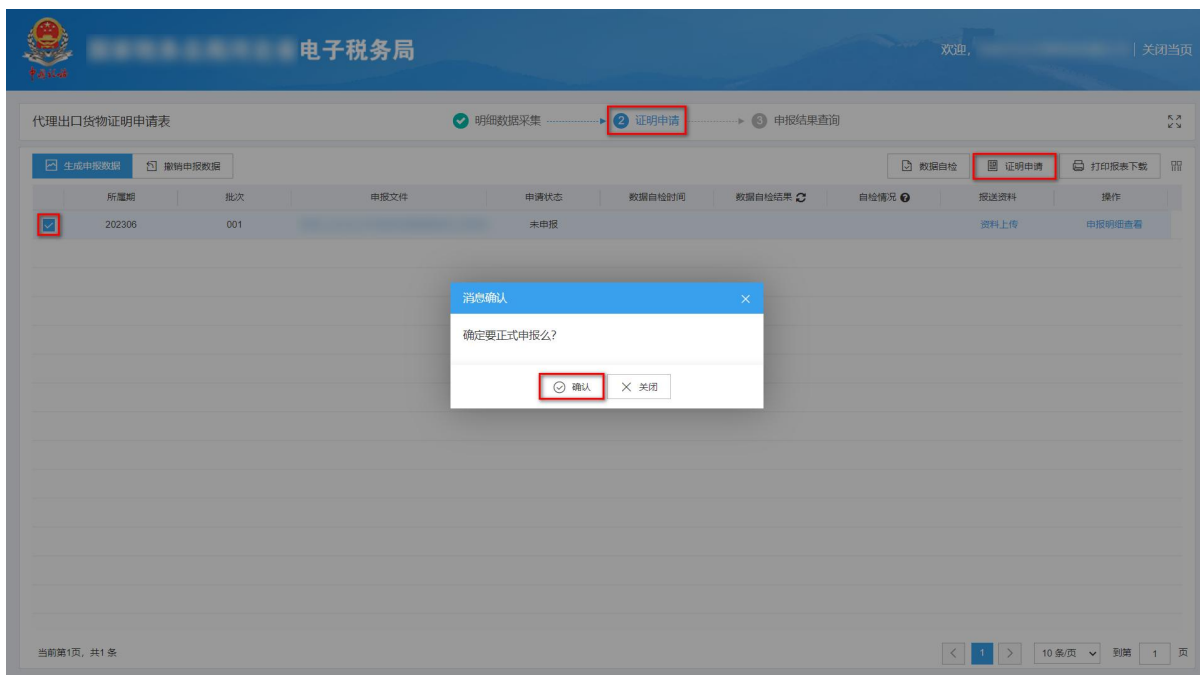 电子税务局
欢迎,
| 关闭当页
代理出口货物证明申请表
明细数据采集
2 证明申请
3 申报结果查询
生成申报数据
撤销申报数据
数据自检
证明申请
打印报表下载
所属期 批次 申报文件 申请状态 数据自检时间 数据自检结果 自检情况 报送资料 操作
202306 001 未申报 资料上传 申报明细查看
消息确认
确定要正式申报么?
确认 关闭
当前第1页, 共1 条
1 10 条/页 到第 1 页